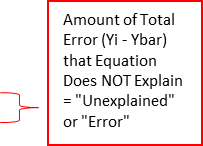 Amount of Total
Error (Yi - Ybar)
that Equation
Does NOT Explain
= "Unexplained"
or "Error"